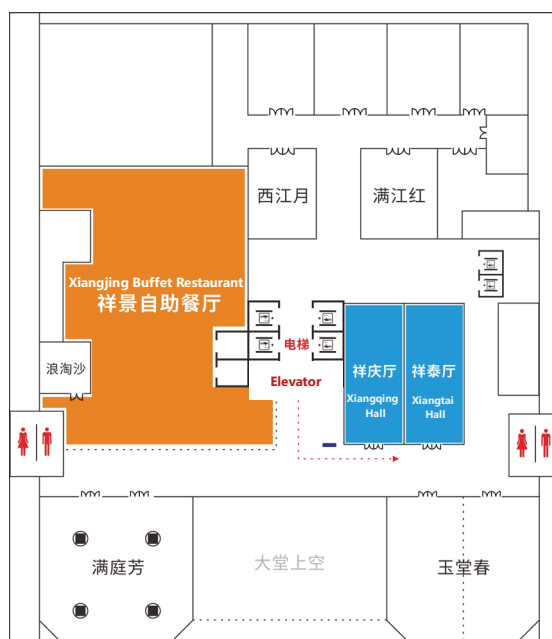 西江月
满江红
Xiangjing Buffet Restaurant
祥景自助餐厅
电梯
Elevator
浪淘沙
祥庆厅
Xiangqing
Hall
祥泰厅
Xiangtai
Hall
满庭芳
大堂上空
玉堂春